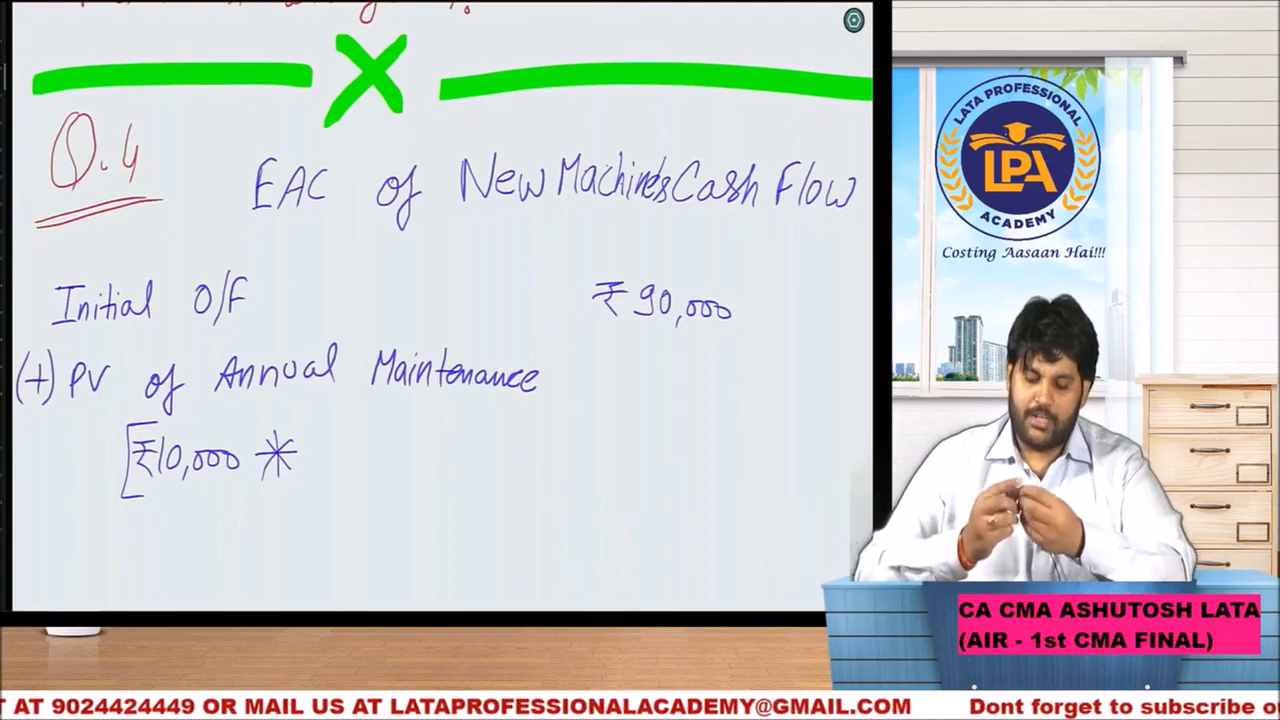 Q.4
EAC of New Machine's Cash Flow
Initial O/F ₹90,000
(+) PV of Annual Maintenance
[₹10,000 *
LATA PROFESSIONAL
LPA
ACADEMY
Costing Aasaan Hai!!!
CA CMA ASHUTOSH LATA
(AIR - 1st CMA FINAL)
T AT 9024424449 OR MAIL US AT LATAPROFESSIONALACADEMY@GMAIL.COM Dont forget to subscribe o